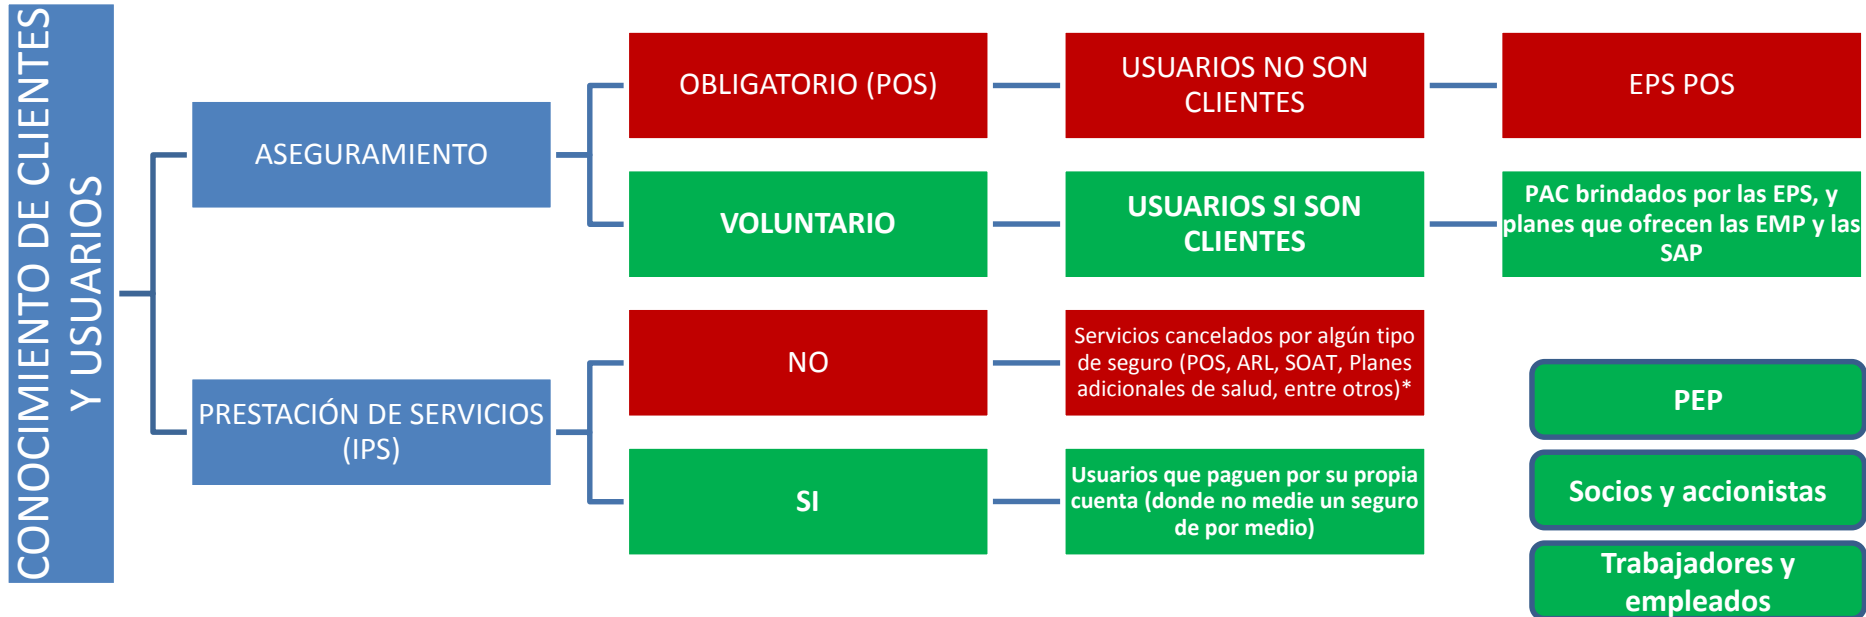 CONOCIMIENTO DE CLIENTES
Y USUARIOS
ASEGURAMIENTO
OBLIGATORIO (POS)
USUARIOS NO SON
CLIENTES
EPS POS
VOLUNTARIO
USUARIOS SI SON
CLIENTES
PAC brindados por las EPS, y
planes que ofrecen las EMP y las
SAP
PRESTACIÓN DE SERVICIOS
(IPS)
NO
Servicios cancelados por algún tipo
de seguro (POS, ARL, SOAT, Planes
adicionales de salud, entre otros)*
SI
Usuarios que paguen por su propia
cuenta (donde no medie un seguro
de por medio)
PEP
Socios y accionistas
Trabajadores y
empleados